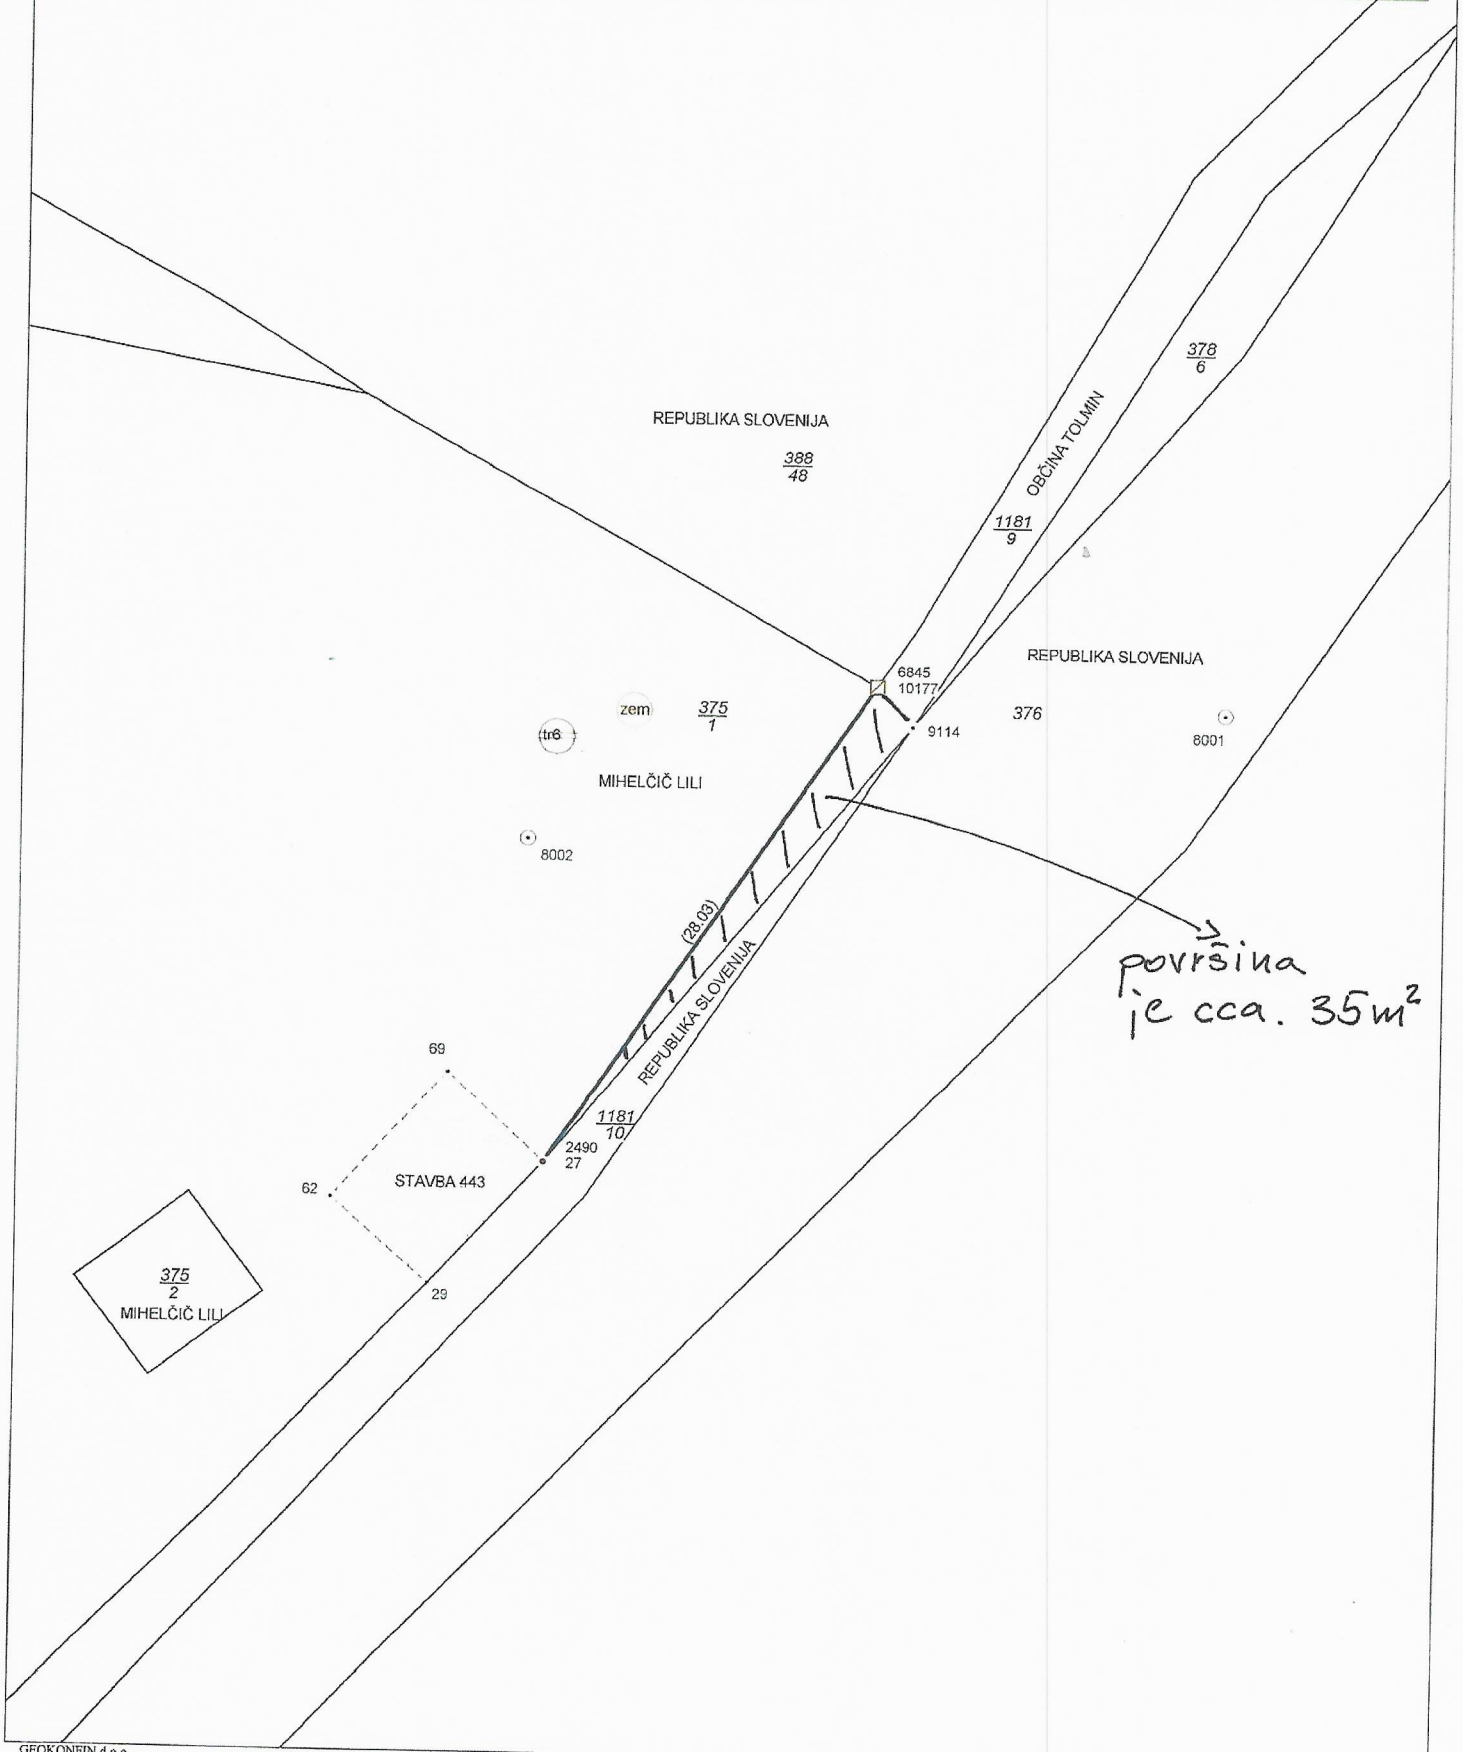 378
6
REPUBLIKA SLOVENIJA
388
48
OBČINA TOLMIN
1181
9
REPUBLIKA SLOVENIJA
6845
10177
376
9114
8001
zem
375
1
MIHELČIČ LILI
8002
(28.03)
površina
je cca. 35m²
REPUBLIKA SLOVENIJA
69
1181
10
2490
27
STAVBA 443
62
29
375
2
MIHELČIČ LILI
GEOKONFIN d.o.o.